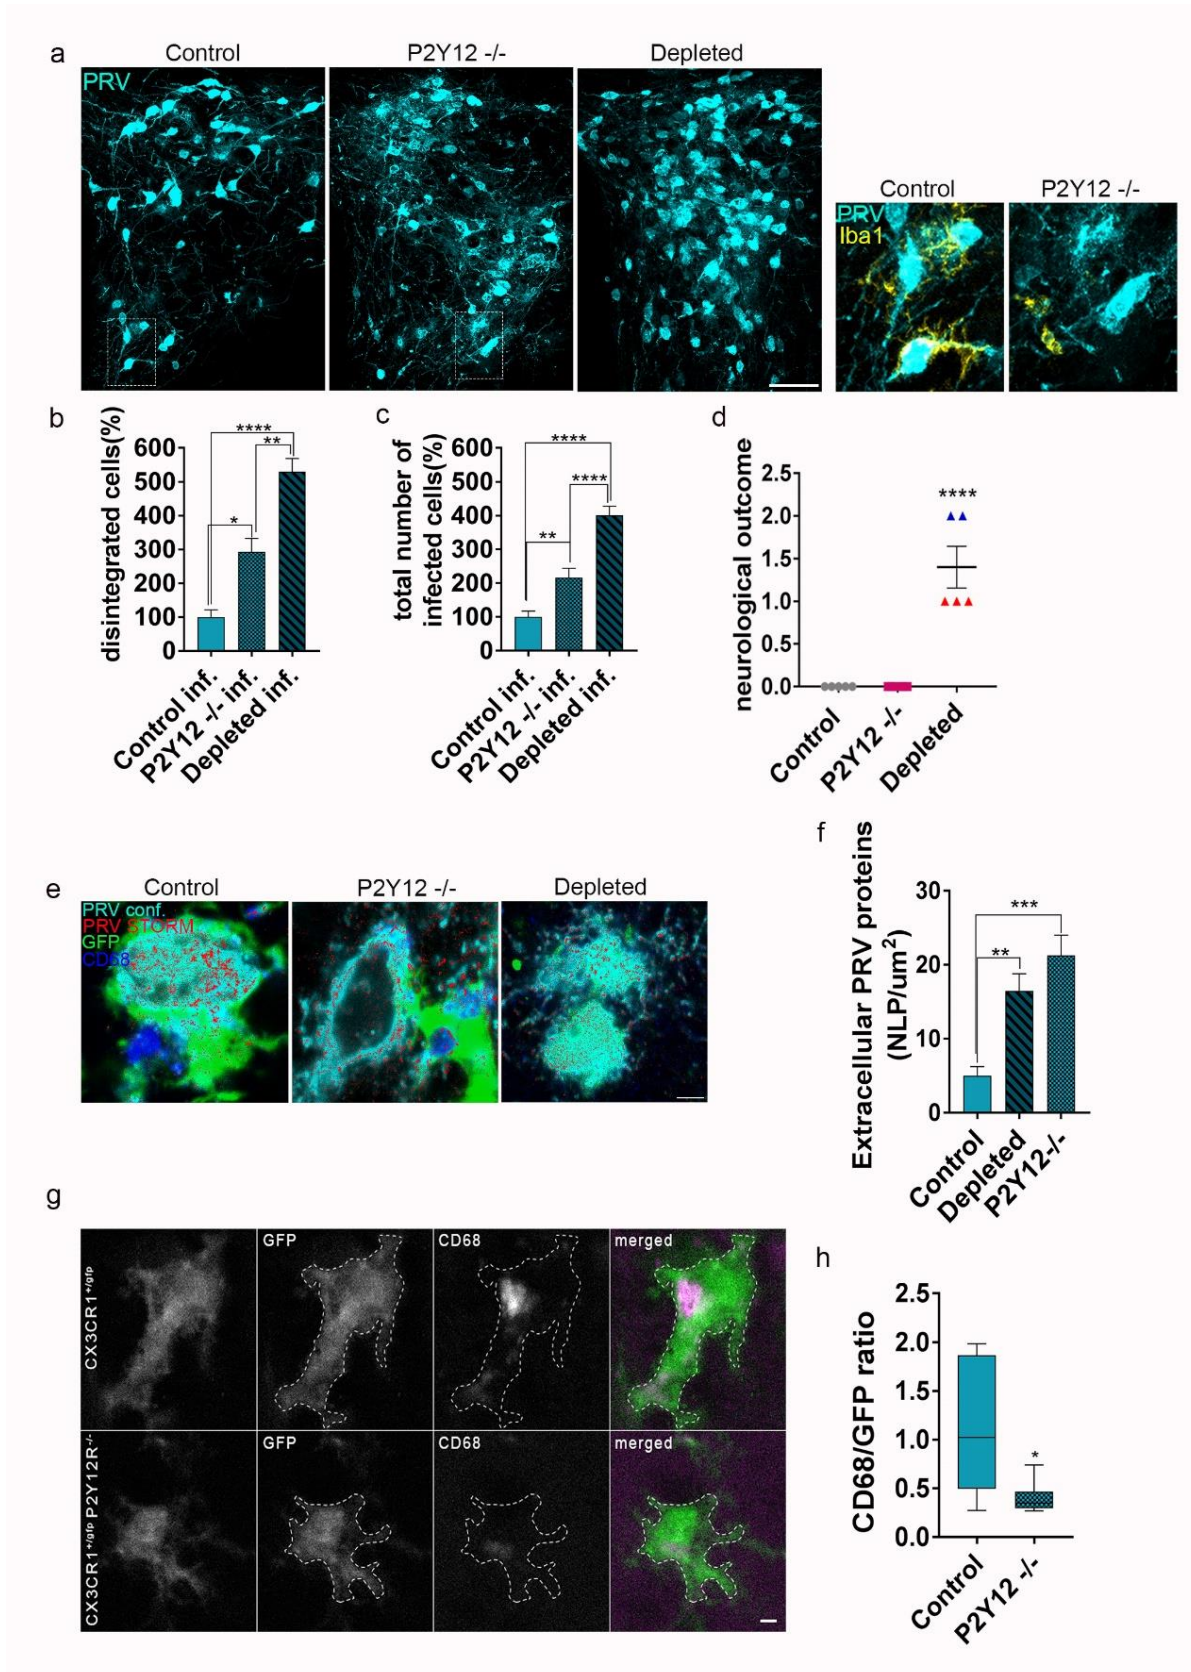 a
Control
P2Y12 -/-
Depleted
PRV
Control
P2Y12 -/-
PRV
Iba1
b
disintegrated cells(%)
600
500
400
300
200
100
0
****
**
*
Control inf.
P2Y12 -/- inf.
Depleted inf.
c
total number of
infected cells(%)
600
500
400
300
200
100
0
****
****
**
Control inf.
P2Y12 -/- inf.
Depleted inf.
d
neurological outcome
2.5
2.0
1.5
1.0
0.5
0.0
****
Control
P2Y12 -/-
Depleted
e
Control
P2Y12 -/-
Depleted
PRV conf.
PRV STORM
GFP
CD68
f
Extracellular PRV proteins
(NLP/um²)
30
20
10
0
***
**
Control
Depleted
P2Y12-/-
g
CX3CR1+/gfp
GFP
CD68
merged
CX3CR1+/gfp P2Y12R-/-
GFP
CD68
merged
h
CD68/GFP ratio
2.5
2.0
1.5
1.0
0.5
0.0
*
Control
P2Y12 -/-